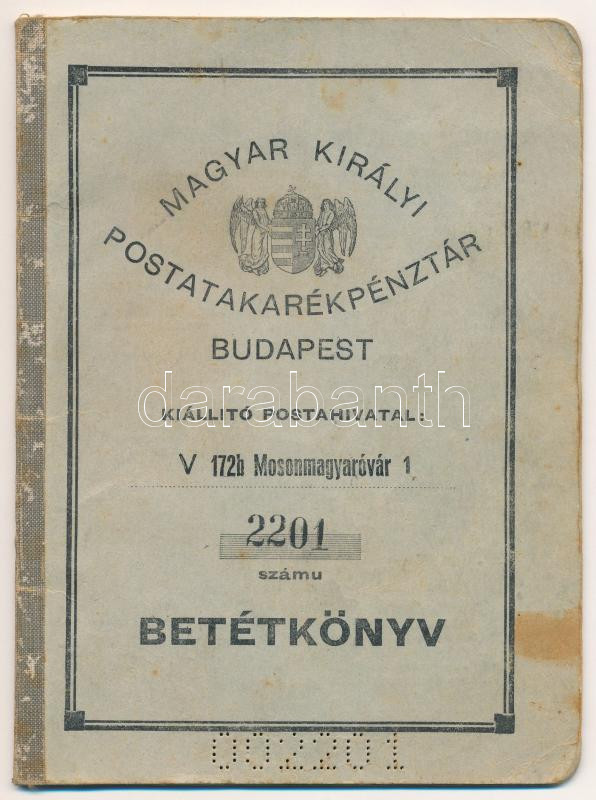 MAGYAR KIRÁLYI
POSTATAKARÉKPÉNZTÁR
BUDAPEST
darabanth
KIÁLLITÓ POSTAHIVATAL:
V 172b Mosonmagyaróvár 1
2201
számu
BETÉTKÖNYV
002201